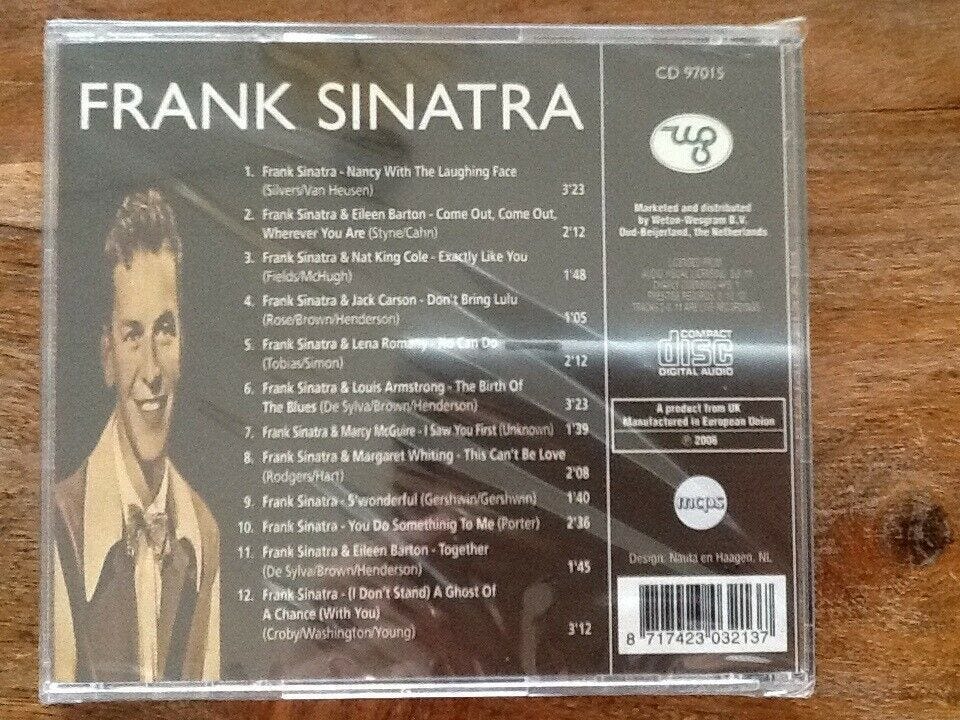 FRANK SINATRA
1. Frank Sinatra - Nancy With The Laughing Face
(Silvers/Van Heusen) 3'23
2. Frank Sinatra & Eileen Barton - Come Out, Come Out,
Wherever You Are (Styne/Cahn) 2'12
3. Frank Sinatra & Nat King Cole - Exactly Like You
(Fields/McHugh) 1'48
4. Frank Sinatra & Jack Carson - Don't Bring Lulu
(Rose/Brown/Henderson) 1'05
5. Frank Sinatra & Lena Romany - No Can Do
(Tobias/Simon) 2'12
6. Frank Sinatra & Louis Armstrong - The Birth Of
The Blues (De Sylva/Brown/Henderson) 3'23
7. Frank Sinatra & Marcy McGuire - I Saw You First (Unknown) 1'39
8. Frank Sinatra & Margaret Whiting - This Can't Be Love
(Rodgers/Hart) 2'08
9. Frank Sinatra - S'wonderful (Gershwin/Gershwn) 1'40
10. Frank Sinatra - You Do Something To Me (Porter) 2'36
11. Frank Sinatra & Eileen Barton - Together
(De Sylva/Brown/Henderson) 1'45
12. Frank Sinatra - (I Don't Stand) A Ghost Of
A Chance (With You)
(Croby/Washington/Young) 3'12
CD 97015
Marketed and distributed
by Weton-Wesgram B.V.
Oud-Beijerland, the Netherlands
COMPACT
disc
DIGITAL AUDIO
A product from UK
Manufactured in European Union
℗ 2006
mcps
Design: Nauta en Haagen, NL
8 717423 032137